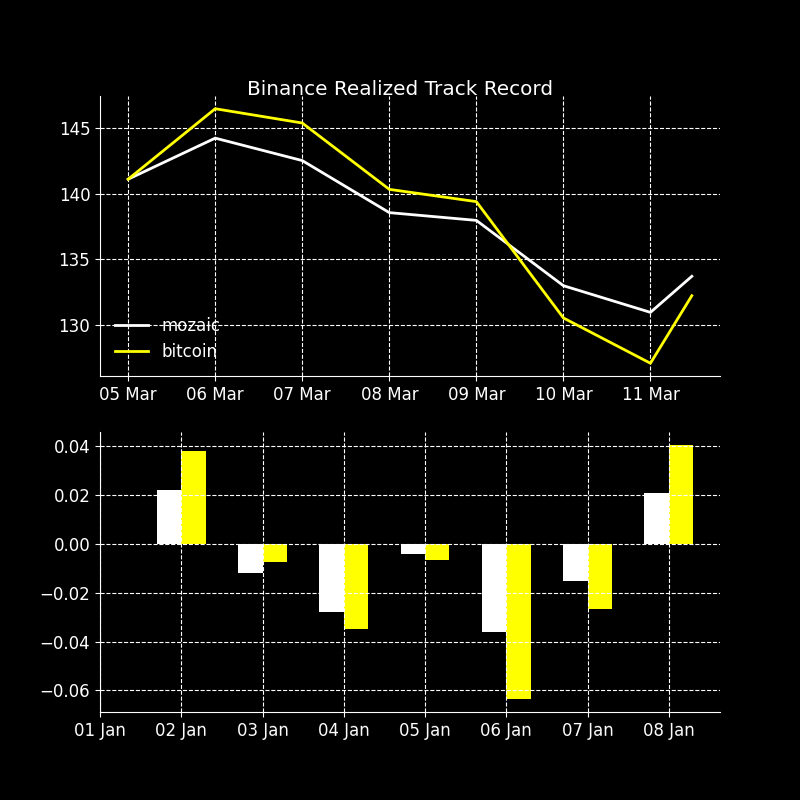 Binance Realized Track Record
145
140
135
130
mozaic
bitcoin
05 Mar 06 Mar 07 Mar 08 Mar 09 Mar 10 Mar 11 Mar
0.04
0.02
0.00
−0.02
−0.04
−0.06
01 Jan 02 Jan 03 Jan 04 Jan 05 Jan 06 Jan 07 Jan 08 Jan